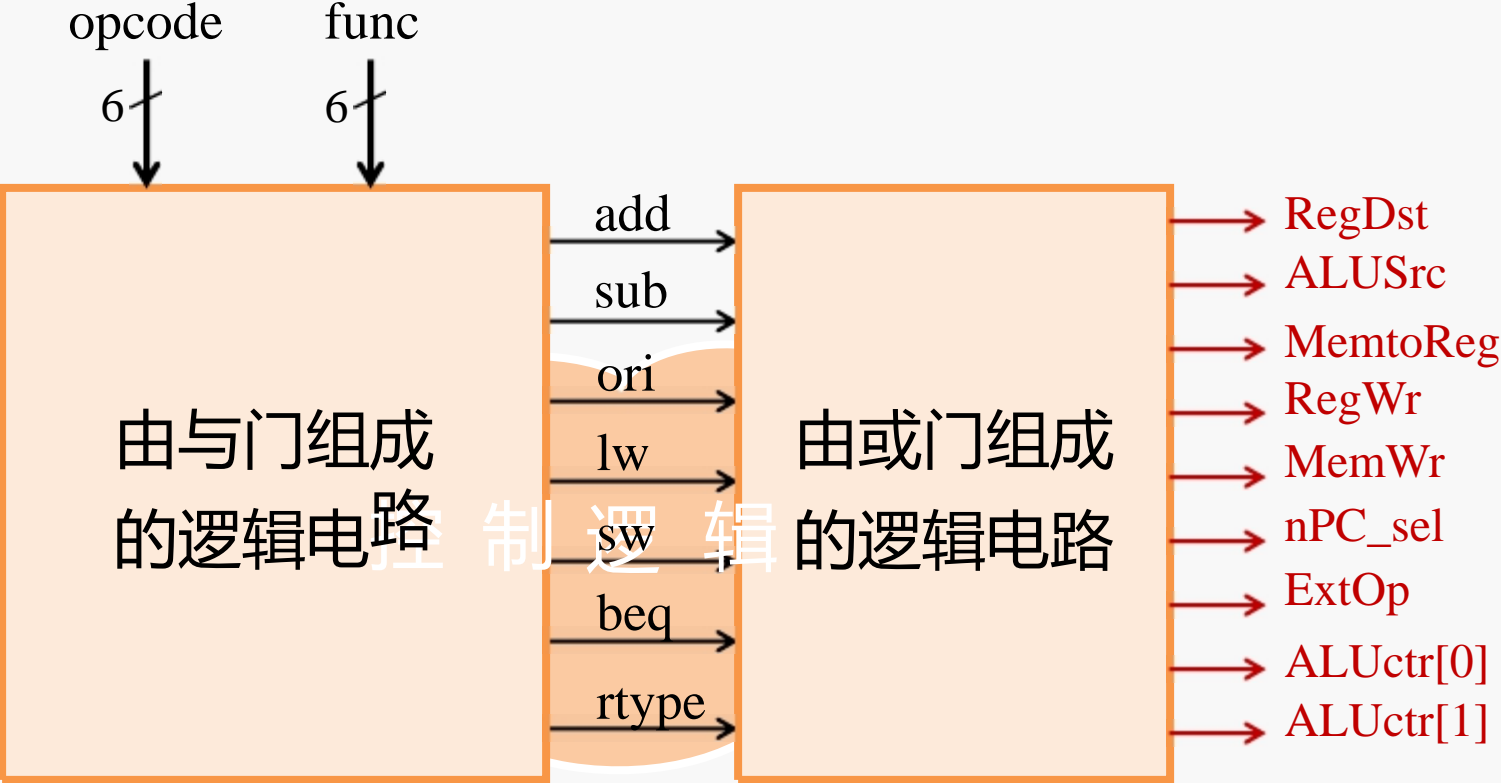 opcode
func
6
6
add
sub
ori
lw
sw
beq
rtype
由与门组成
的逻辑电路
控制逻辑
由或门组成
的逻辑电路
RegDst
ALUSrc
MemtoReg
RegWr
MemWr
nPC_sel
ExtOp
ALUctr[0]
ALUctr[1]